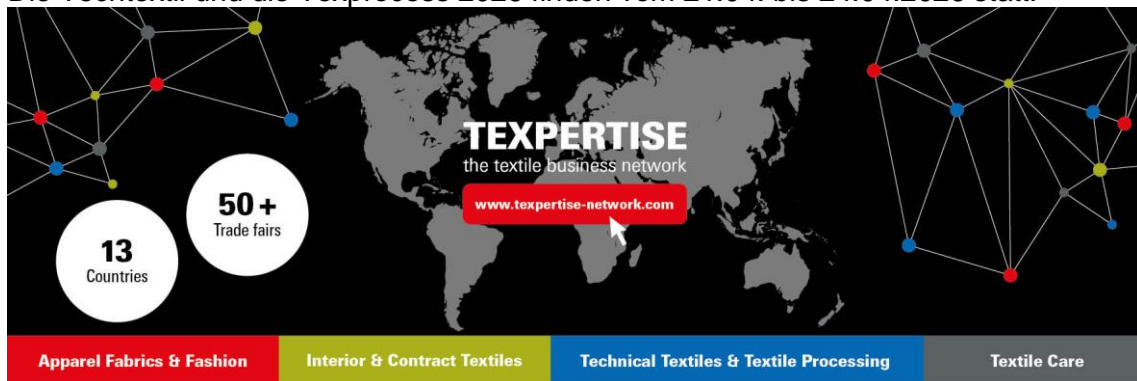 TEXPERTISE
the textile business network
www.texpertise-network.com
50+
Trade fairs
13
Countries
Apparel Fabrics & Fashion
Interior & Contract Textiles
Technical Textiles & Textile Processing
Textile Care